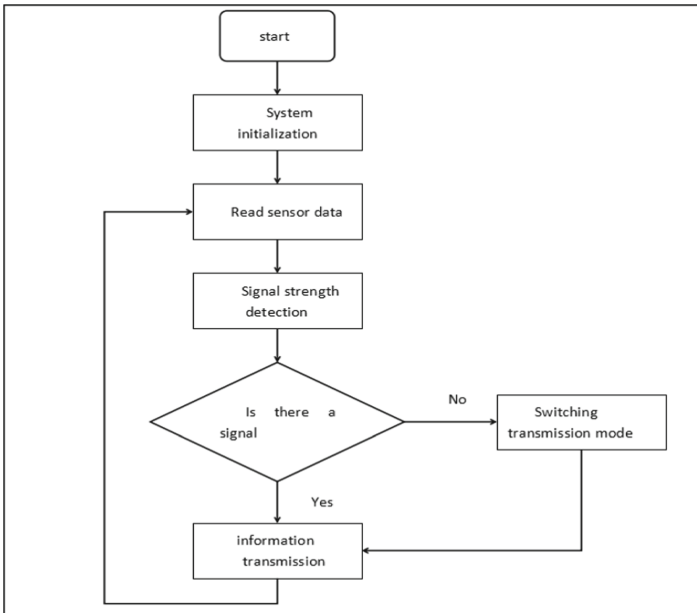 start
System
initialization
Read sensor data
Signal strength
detection
Is there a
signal
No
Switching
transmission mode
Yes
information
transmission